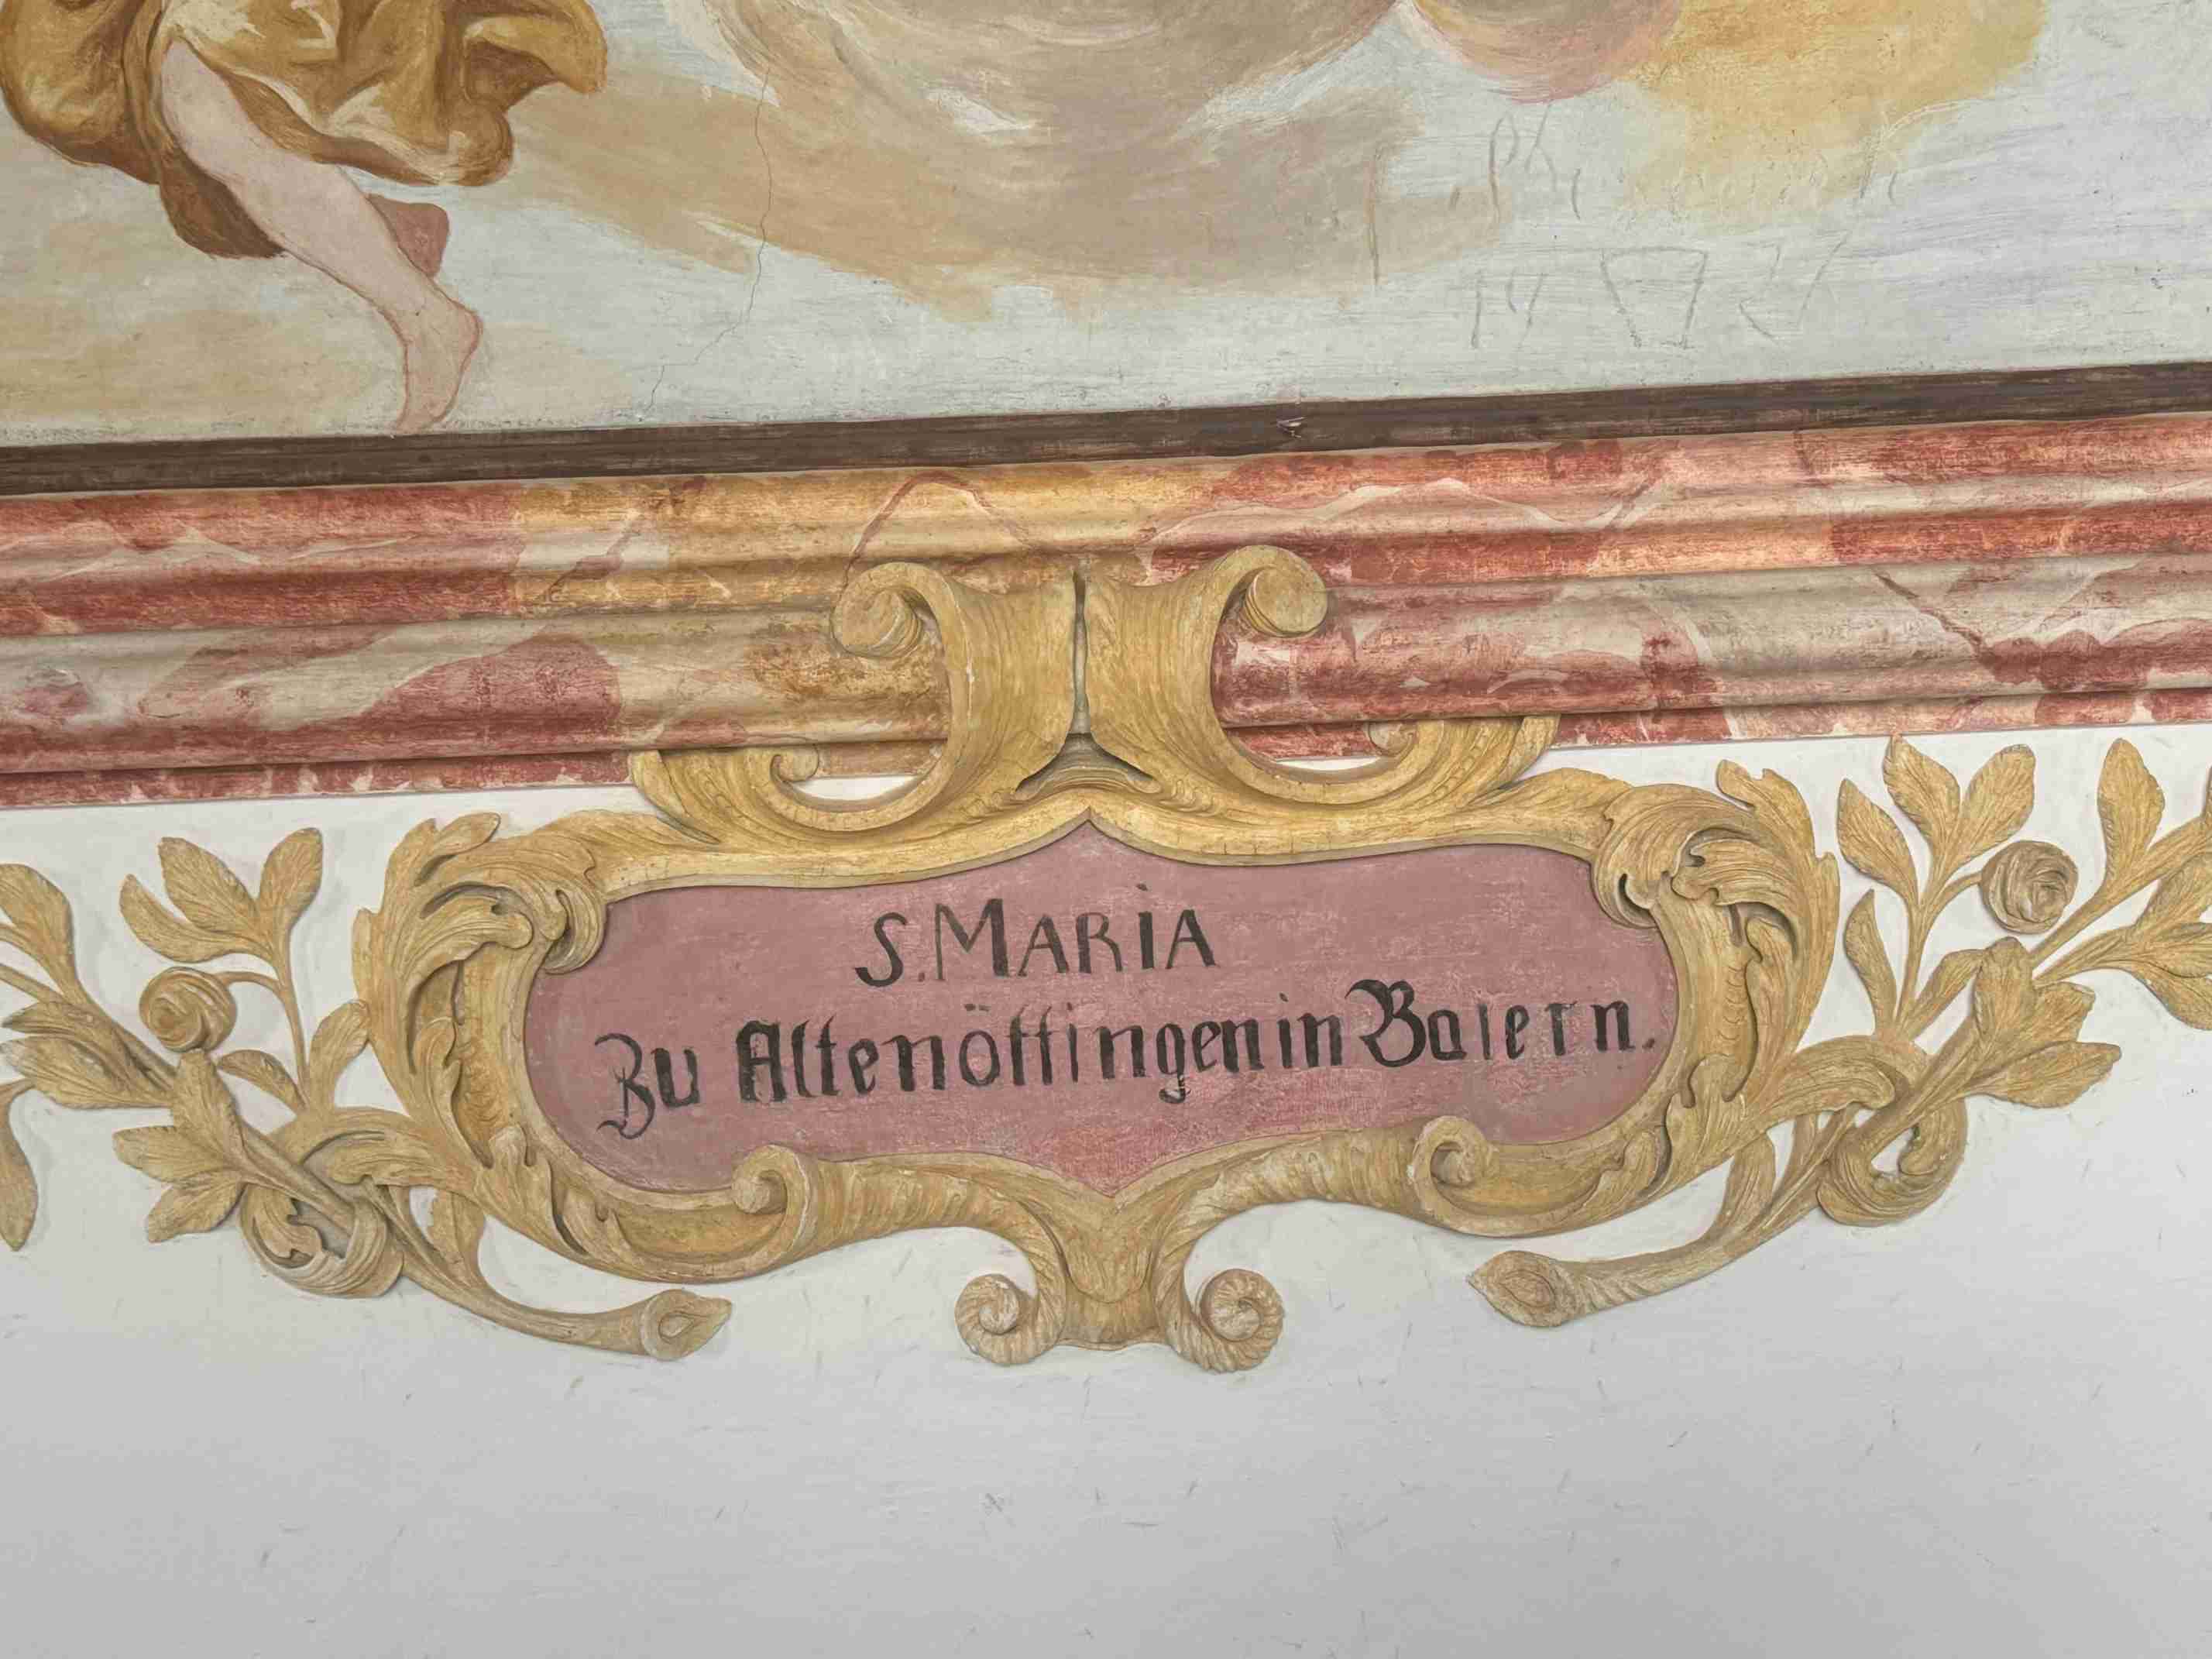 S. MARIA
Zu Altenöttingen in Baiern.